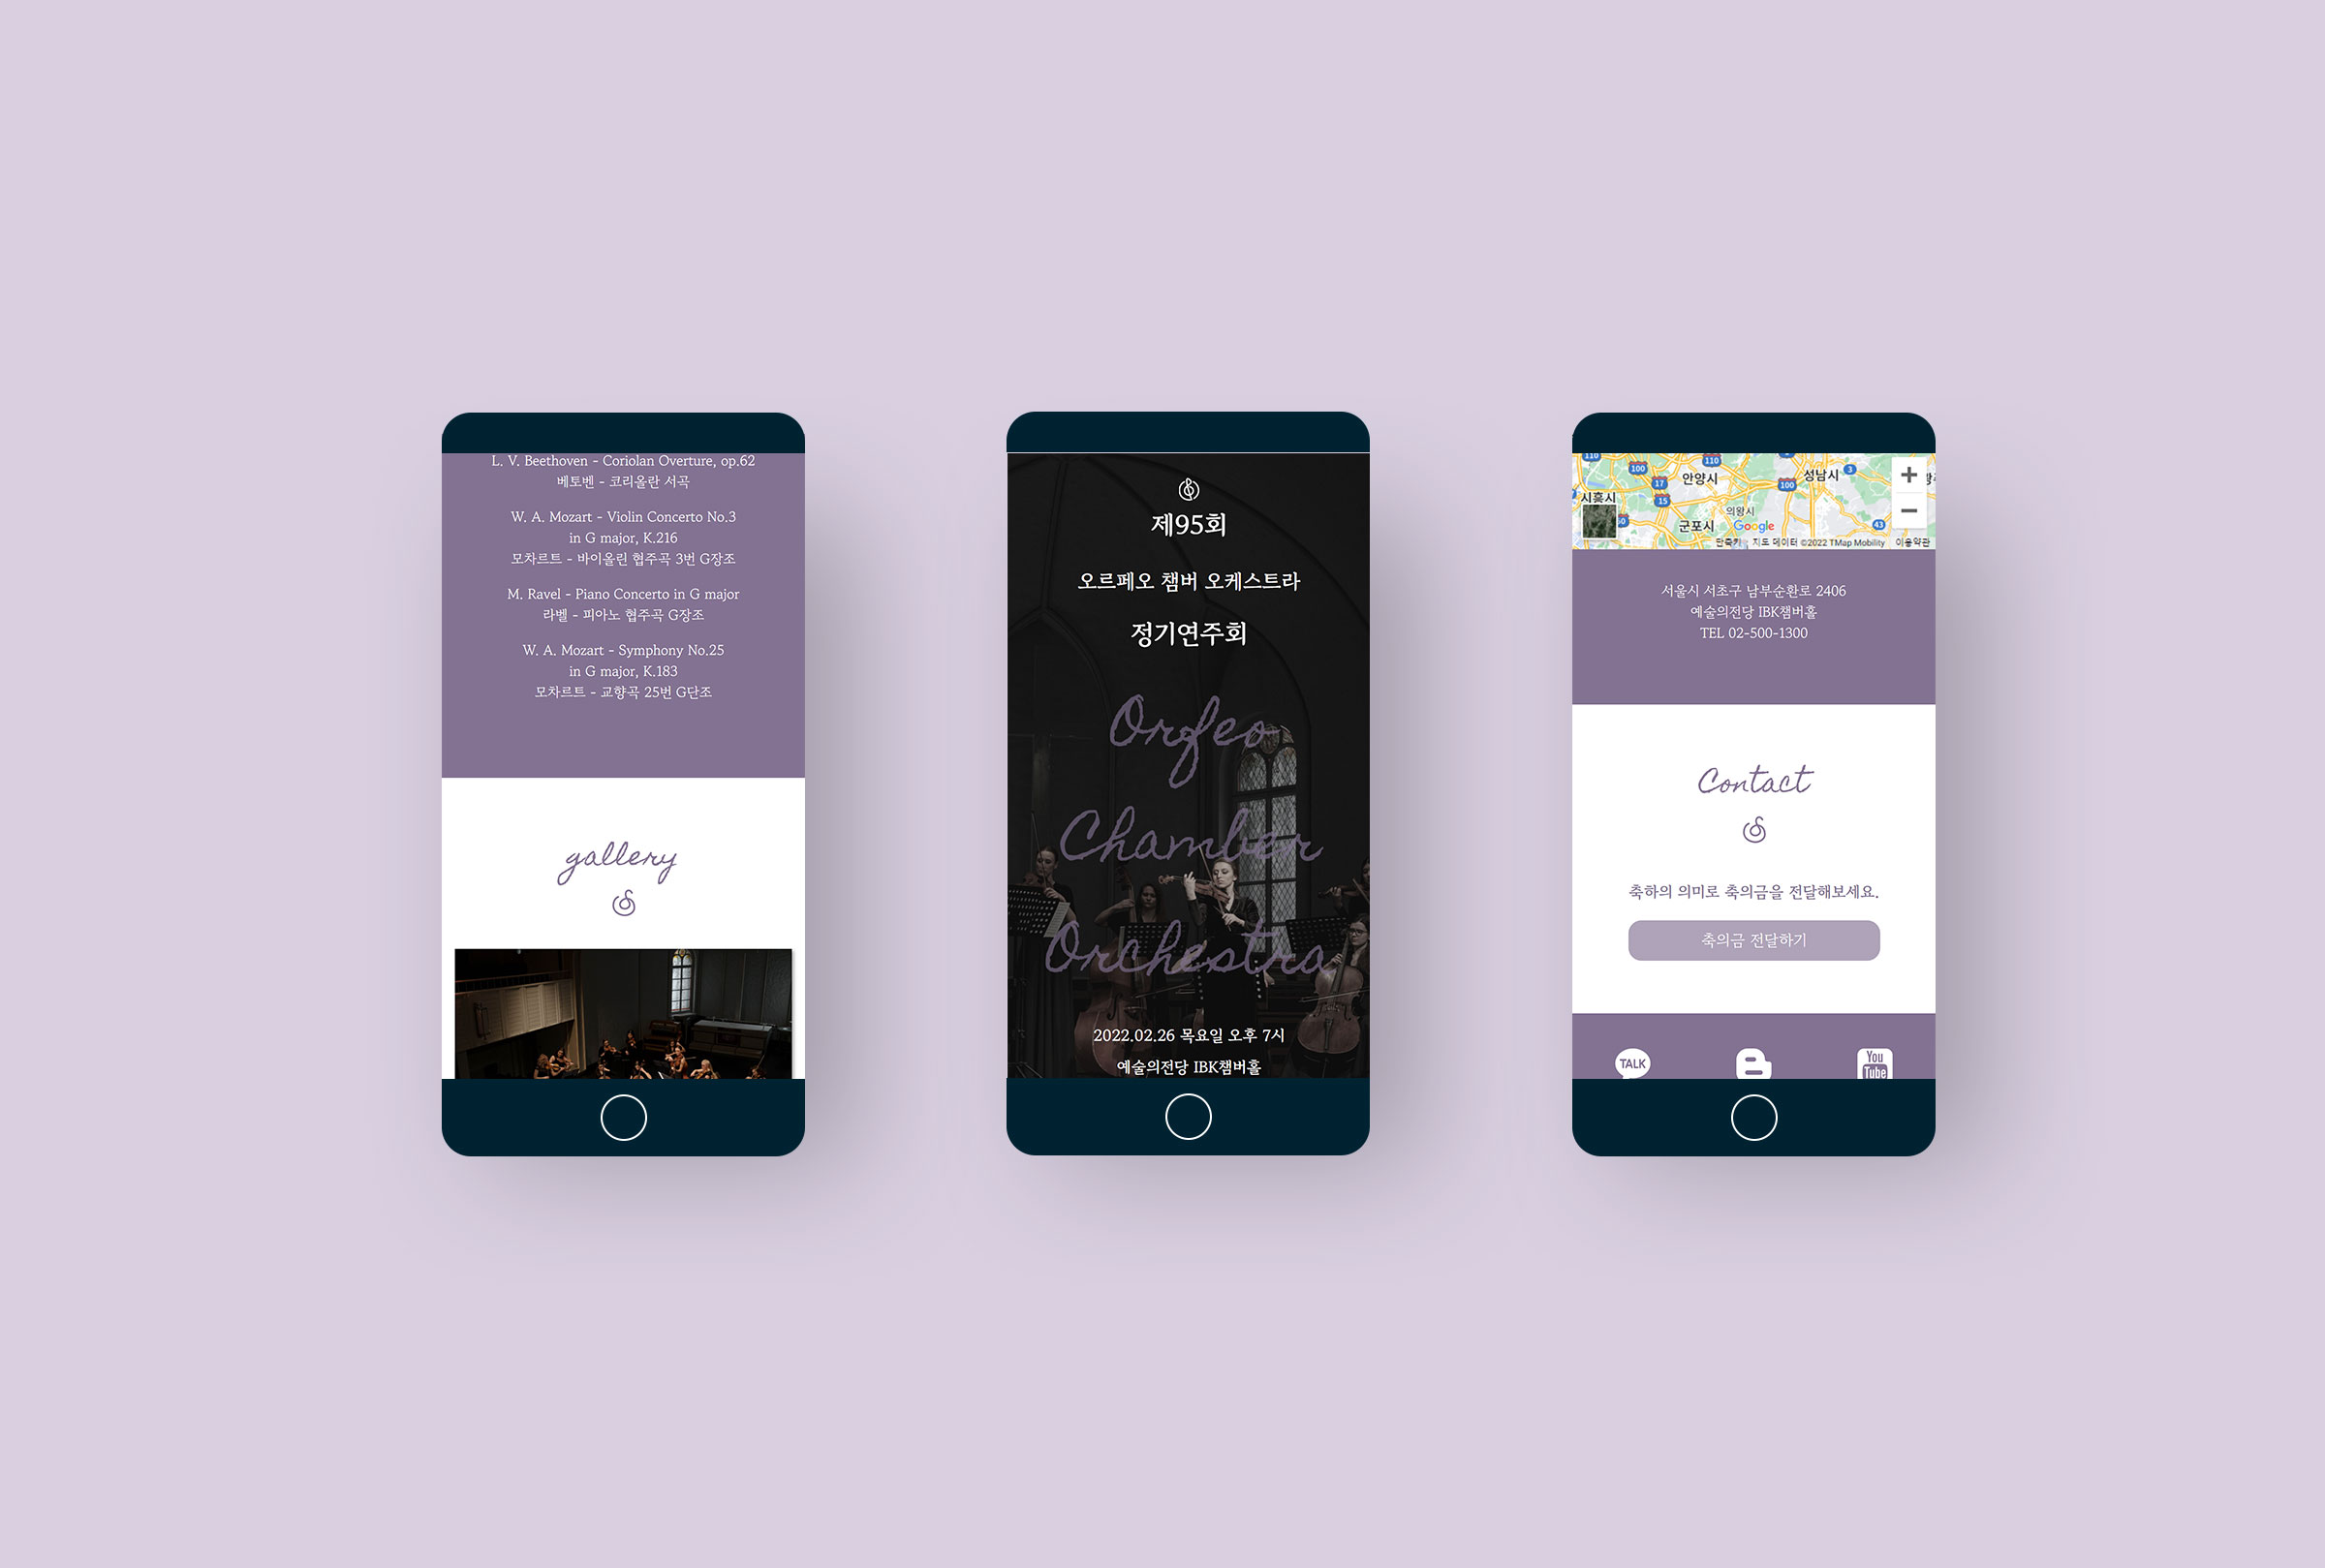 L. V. Beethoven - Coriolan Overture, op.62
베토벤 - 코리올란 서곡
W. A. Mozart - Violin Concerto No.3
in G major, K.216
모차르트 - 바이올린 협주곡 3번 G장조
M. Ravel - Piano Concerto in G major
라벨 - 피아노 협주곡 G장조
W. A. Mozart - Symphony No.25
in G major, K.183
모차르트 - 교향곡 25번 G단조
gallery
제95회
오르페오 챔버 오케스트라
정기연주회
Orfeo
Chamber
Orchestra
2022.02.26 목요일 오후 7시
예술의전당 IBK챔버홀
110
110
100
3
성남시
17
안양시
100
15
시흥시
의왕시
군포시
Google
43
단축키
지도 데이터 ©2022 TMap Mobility
이용약관
서울시 서초구 남부순환로 2406
예술의전당 IBK챔버홀
TEL 02-500-1300
Contact
축하의 의미로 축의금을 전달해보세요.
축의금 전달하기
TALK
You
Tube